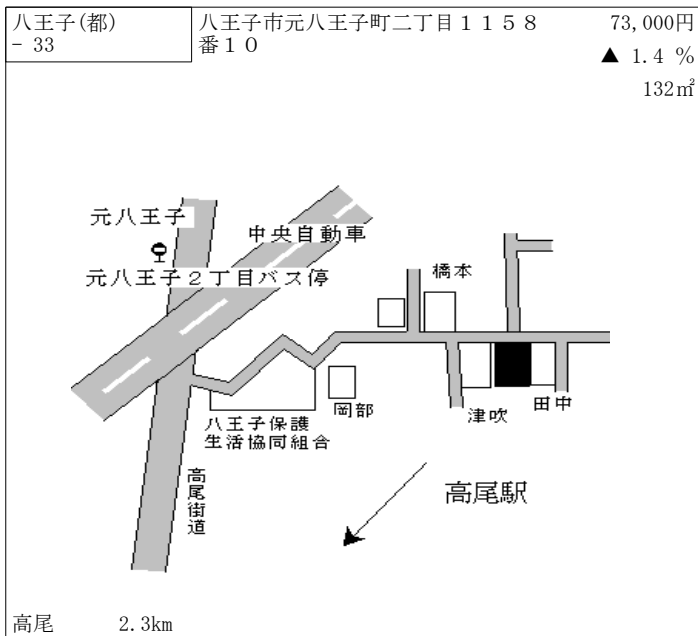 八王子(都)
- 33
八王子市元八王子町二丁目１１５８
番１０
73,000円
▲ 1.4 %
132㎡
元八王子
中央自動車
元八王子２丁目バス停
橋本
岡部
津吹
田中
八王子保護
生活協同組合
高尾街道
高尾駅
高尾 2.3km